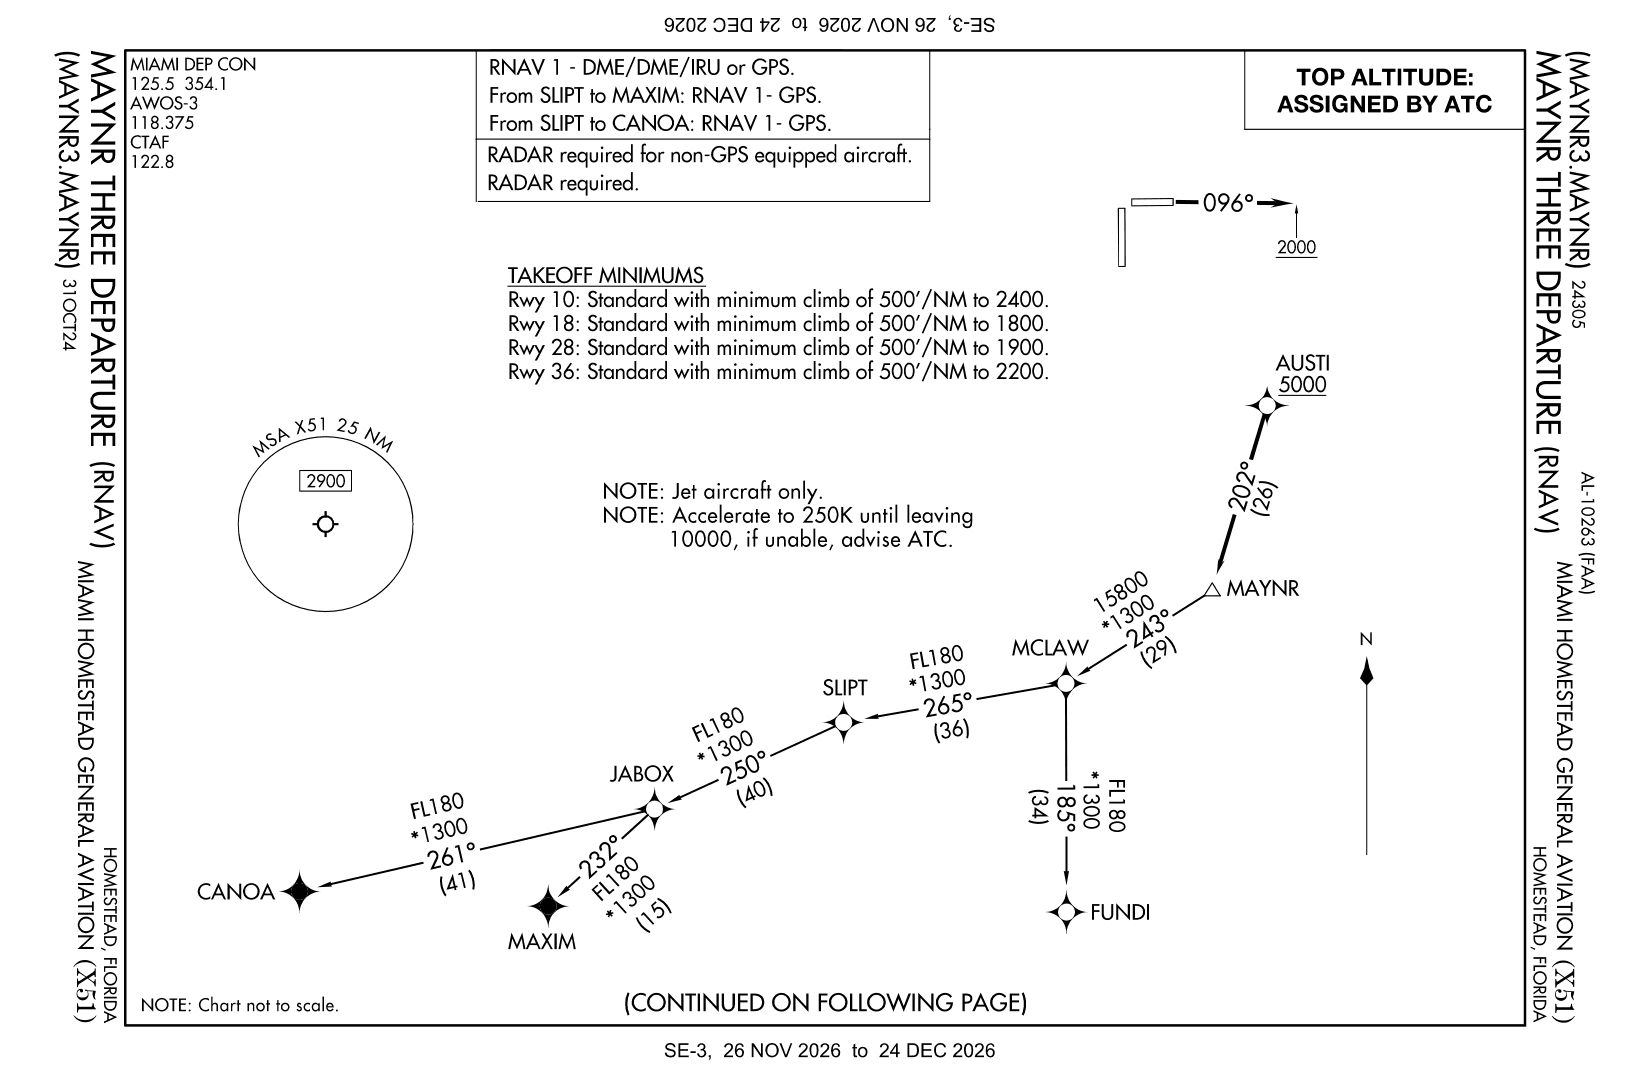 SE-3, 26 NOV 2026 to 24 DEC 2026
MAYNR THREE DEPARTURE (RNAV)
(MAYNR3.MAYNR) 31OCT24
MIAMI HOMESTEAD GENERAL AVIATION (X51)
HOMESTEAD, FLORIDA
MIAMI DEP CON
125.5 354.1
AWOS-3
118.375
CTAF
122.8
RNAV 1 - DME/DME/IRU or GPS.
From SLIPT to MAXIM: RNAV 1- GPS.
From SLIPT to CANOA: RNAV 1- GPS.
RADAR required for non-GPS equipped aircraft.
RADAR required.
TOP ALTITUDE:
ASSIGNED BY ATC
(MAYNR3.MAYNR) 24305
MAYNR THREE DEPARTURE (RNAV)
AL-10263 (FAA)
MIAMI HOMESTEAD GENERAL AVIATION (X51)
HOMESTEAD, FLORIDA
096°
2000
TAKEOFF MINIMUMS
Rwy 10: Standard with minimum climb of 500'/NM to 2400.
Rwy 18: Standard with minimum climb of 500'/NM to 1800.
Rwy 28: Standard with minimum climb of 500'/NM to 1900.
Rwy 36: Standard with minimum climb of 500'/NM to 2200.
AUSTI
5000
202°
(26)
MSA X51 25 NM
2900
NOTE: Jet aircraft only.
NOTE: Accelerate to 250K until leaving
10000, if unable, advise ATC.
MAYNR
15800
*1300
243°
(29)
MCLAW
N
FL180
*1300
265°
(36)
SLIPT
FL180
*1300
250°
(40)
JABOX
FL180
*1300
185°
(34)
FL180
*1300
261°
(41)
232°
FL180
*1300
(15)
CANOA
MAXIM
FUNDI
NOTE: Chart not to scale.
(CONTINUED ON FOLLOWING PAGE)
SE-3, 26 NOV 2026 to 24 DEC 2026